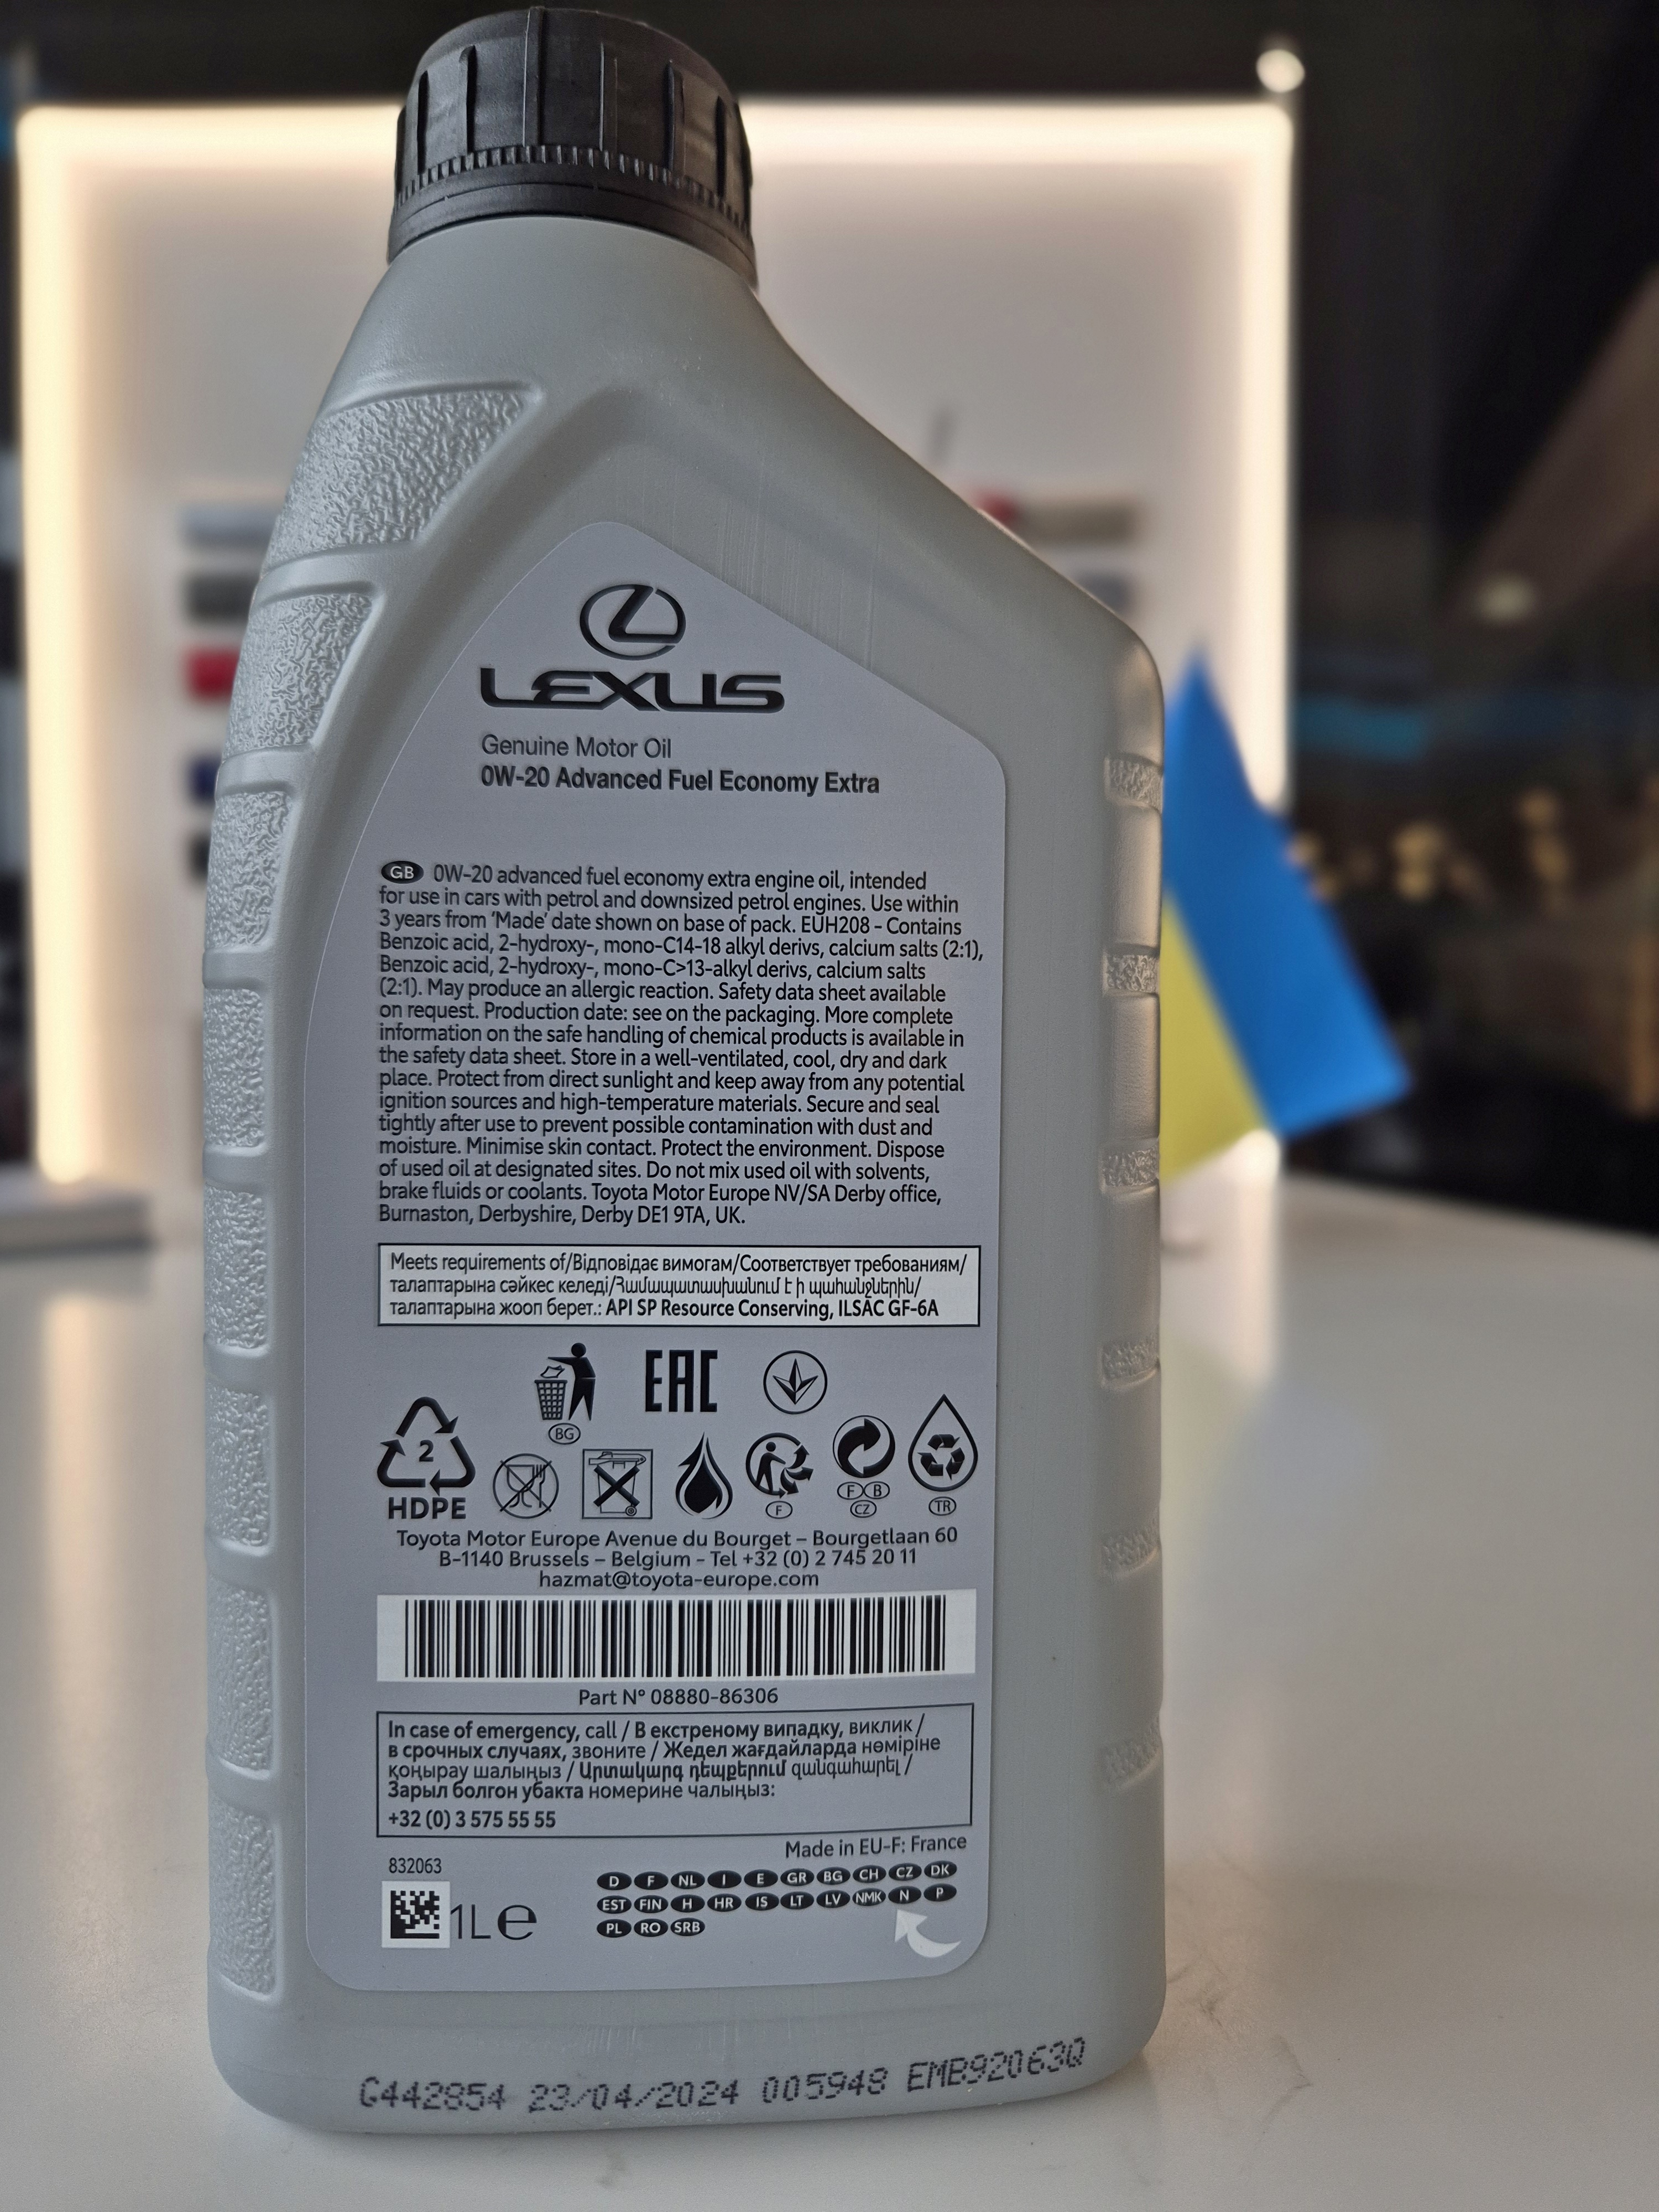 LEXUS
Genuine Motor Oil
0W-20 Advanced Fuel Economy Extra
GB 0W-20 advanced fuel economy extra engine oil, intended
for use in cars with petrol and downsized petrol engines. Use within
3 years from 'Made' date shown on base of pack. EUH208 - Contains
Benzoic acid, 2-hydroxy-, mono-C14-18 alkyl derivs, calcium salts (2:1),
Benzoic acid, 2-hydroxy-, mono-C>13-alkyl derivs, calcium salts
(2:1). May produce an allergic reaction. Safety data sheet available
on request. Production date: see on the packaging. More complete
information on the safe handling of chemical products is available in
the safety data sheet. Store in a well-ventilated, cool, dry and dark
place. Protect from direct sunlight and keep away from any potential
ignition sources and high-temperature materials. Secure and seal
tightly after use to prevent possible contamination with dust and
moisture. Minimise skin contact. Protect the environment. Dispose
of used oil at designated sites. Do not mix used oil with solvents,
brake fluids or coolants. Toyota Motor Europe NV/SA Derby office,
Burnaston, Derbyshire, Derby DE1 9TA, UK.
Meets requirements of/Відповідає вимогам/Соответствует требованиям/
талаптарына сәйкес келеді/Համապատասխանում է ի պահանջներին/
талаптарына жооп берет.: API SP Resource Conserving, ILSAC GF-6A
EAC
BG
2
HDPE
F
F B
CZ
TR
Toyota Motor Europe Avenue du Bourget – Bourgetlaan 60
B-1140 Brussels – Belgium - Tel +32 (0) 2 745 20 11
hazmat@toyota-europe.com
Part N° 08880-86306
In case of emergency, call / В екстреному випадку, виклик /
в срочных случаях, звоните / Жедел жағдайларда нөміріне
қоңырау шалыңыз / Արտակարգ դեպքերում զանգահարել /
Зарыл болгон убакта номерине чалыңыз:
+32 (0) 3 575 55 55
Made in EU-F: France
832063
1L e
D F NL I E GR BG CH CZ DK
EST FIN H HR IS LT LV NMK N P
PL RO SRB
G442854 23/04/2024 005948 EMB92063Q